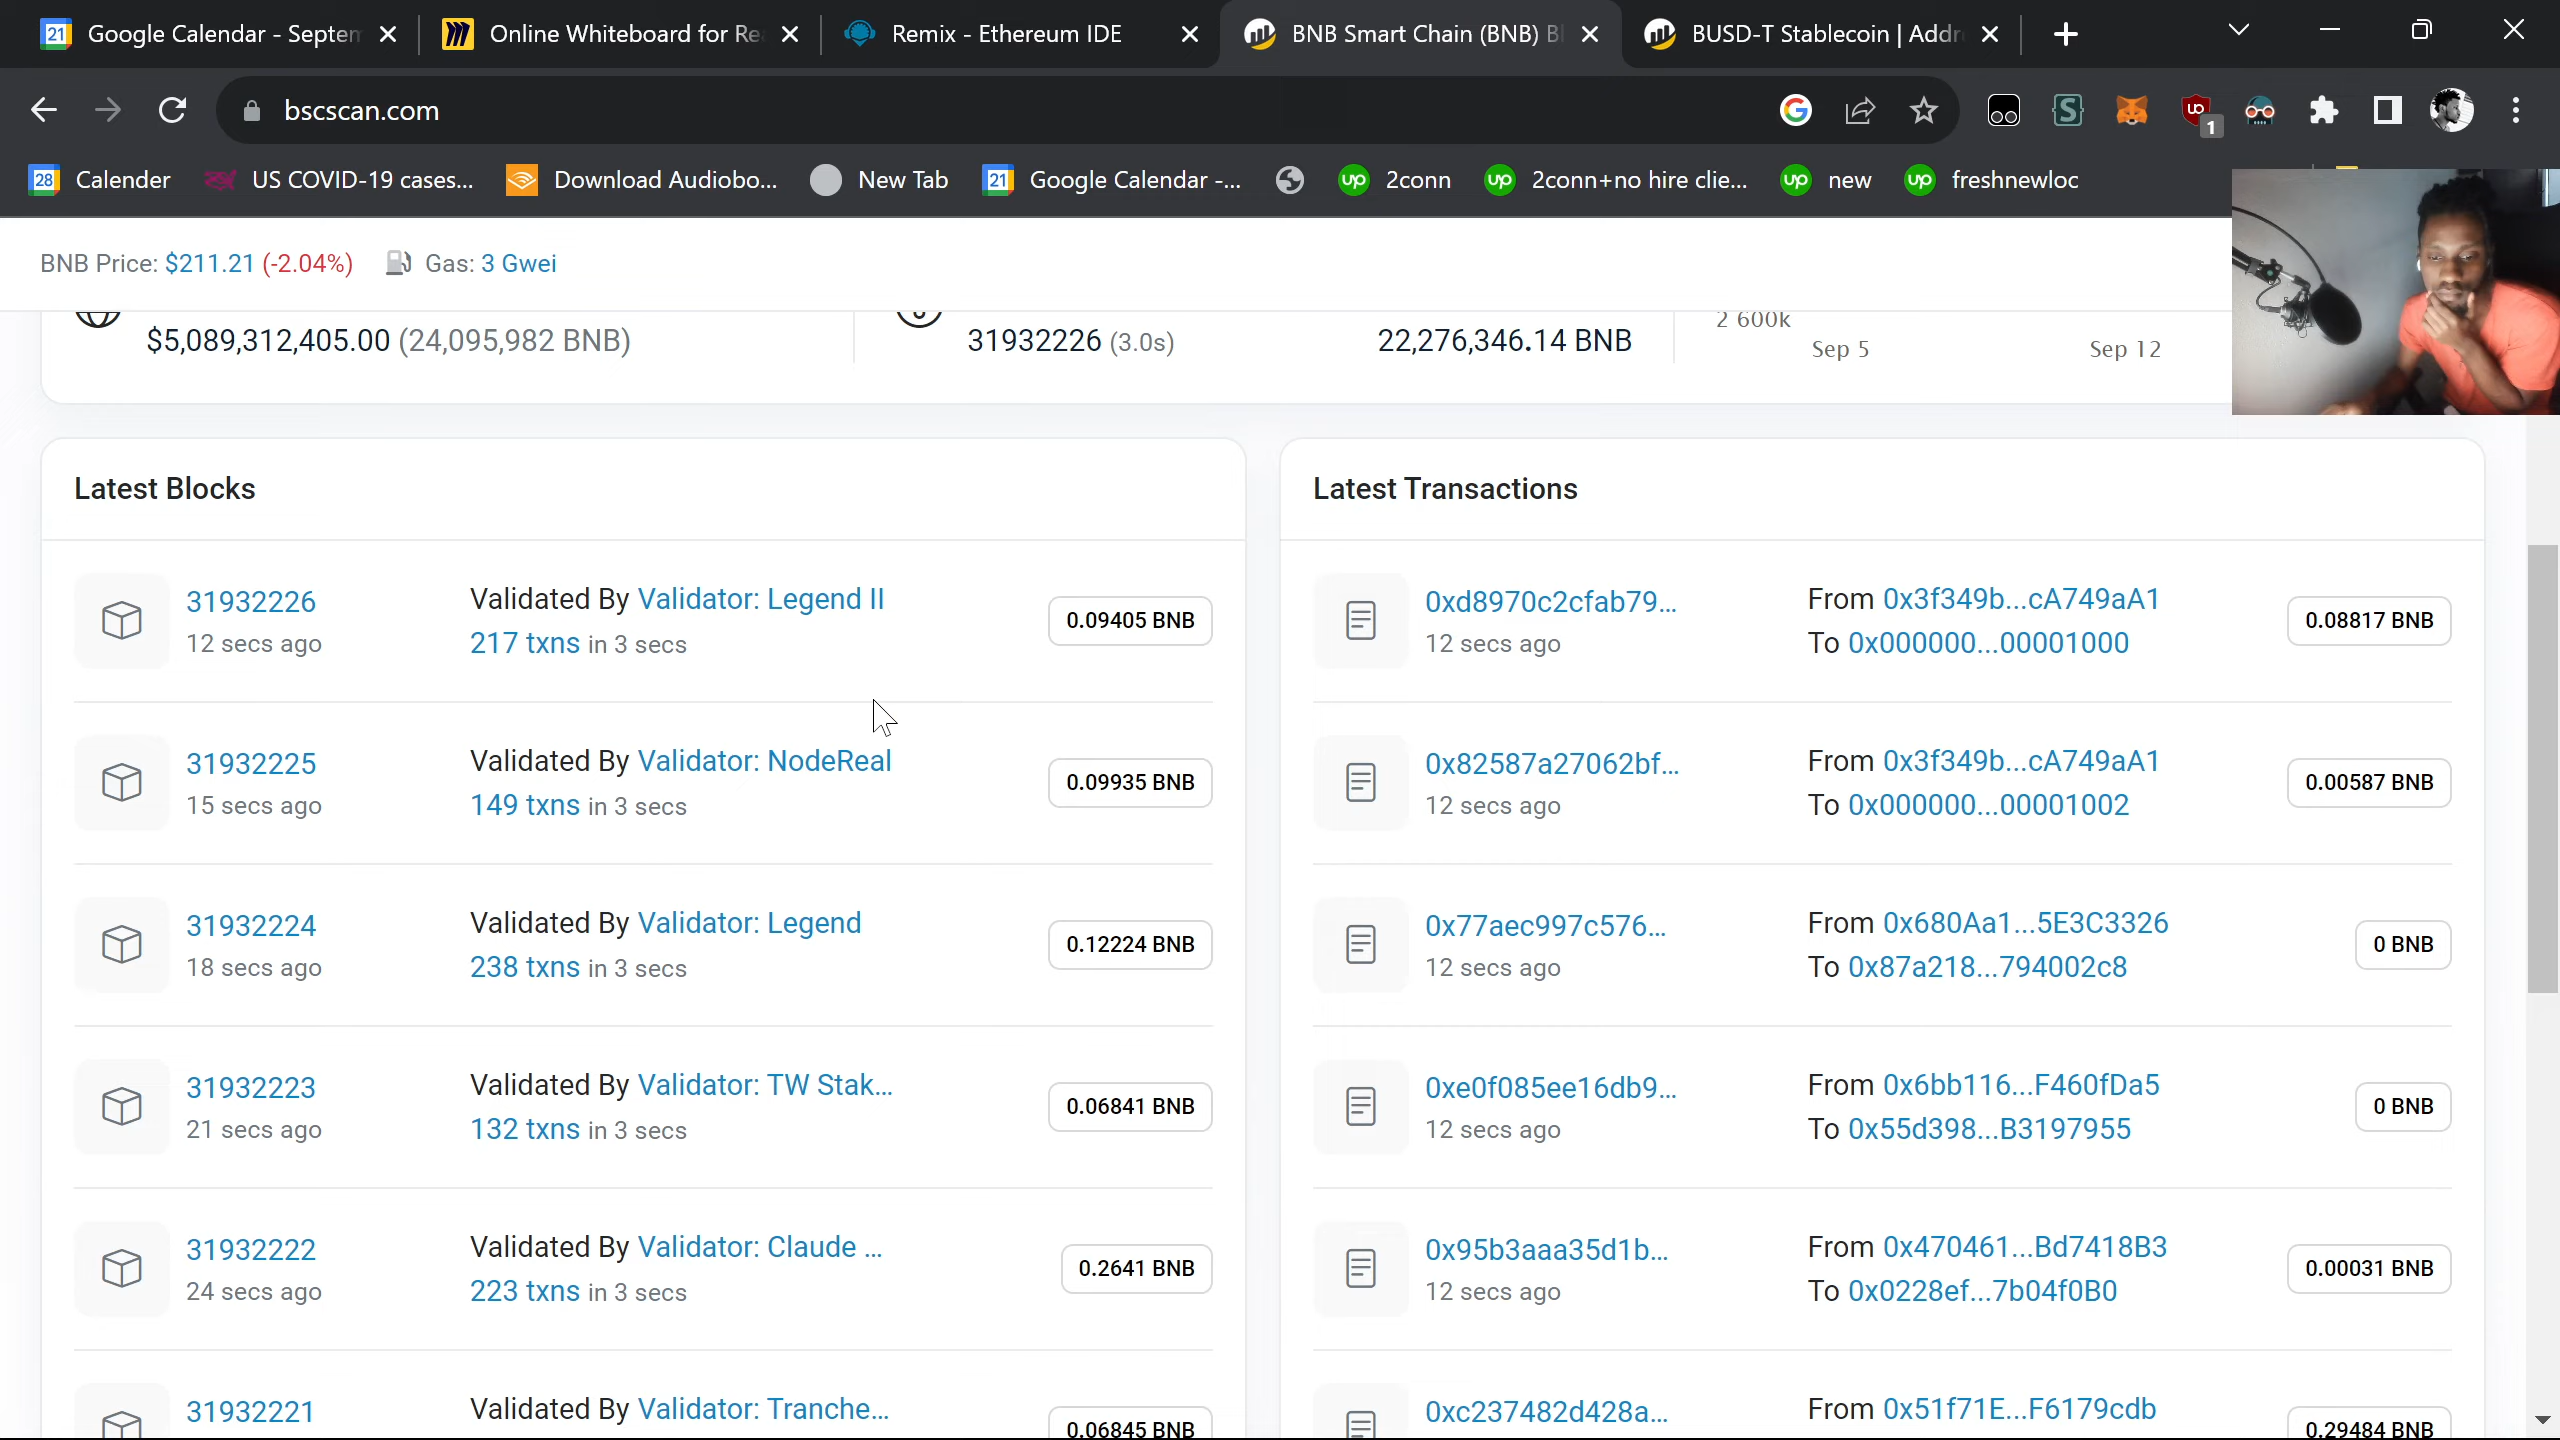 21 Google Calendar - Septem
Online Whiteboard for Re
Remix - Ethereum IDE
BNB Smart Chain (BNB) Bl
BUSD-T Stablecoin | Addr
bscscan.com
1
28 Calender
US COVID-19 cases...
Download Audiobo...
New Tab
21 Google Calendar -...
up 2conn
up 2conn+no hire clie...
up new
up freshnewloc
BNB Price: $211.21 (-2.04%) Gas: 3 Gwei
$5,089,312,405.00 (24,095,982 BNB)
31932226 (3.0s)
22,276,346.14 BNB
2 600k
Sep 5
Sep 12
Latest Blocks
31932226
12 secs ago
Validated By Validator: Legend II
217 txns in 3 secs
0.09405 BNB
31932225
15 secs ago
Validated By Validator: NodeReal
149 txns in 3 secs
0.09935 BNB
31932224
18 secs ago
Validated By Validator: Legend
238 txns in 3 secs
0.12224 BNB
31932223
21 secs ago
Validated By Validator: TW Stak...
132 txns in 3 secs
0.06841 BNB
31932222
24 secs ago
Validated By Validator: Claude ...
223 txns in 3 secs
0.2641 BNB
31932221
Validated By Validator: Tranche...
0.06845 BNB
Latest Transactions
0xd8970c2cfab79...
12 secs ago
From 0x3f349b...cA749aA1
To 0x000000...00001000
0.08817 BNB
0x82587a27062bf...
12 secs ago
From 0x3f349b...cA749aA1
To 0x000000...00001002
0.00587 BNB
0x77aec997c576...
12 secs ago
From 0x680Aa1...5E3C3326
To 0x87a218...794002c8
0 BNB
0xe0f085ee16db9...
12 secs ago
From 0x6bb116...F460fDa5
To 0x55d398...B3197955
0 BNB
0x95b3aaa35d1b...
12 secs ago
From 0x470461...Bd7418B3
To 0x0228ef...7b04f0B0
0.00031 BNB
0xc237482d428a...
From 0x51f71E...F6179cdb
0.29484 BNB